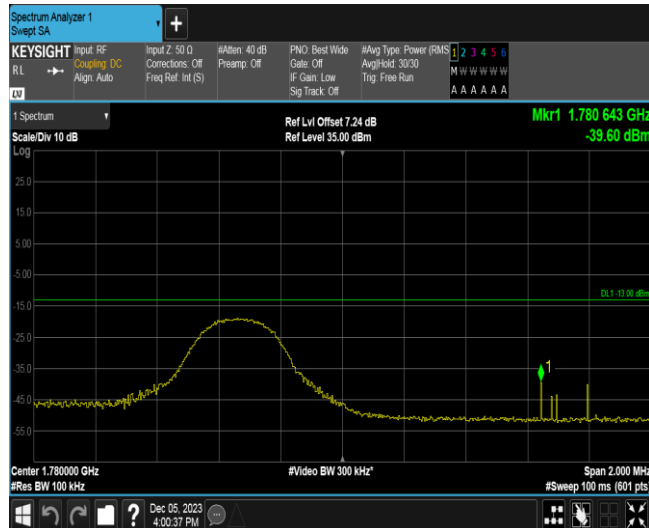 Spectrum Analyzer 1
Swept SA
+
KEYSIGHT Input: RF Input Z: 50 Ω #Atten: 40 dB PNO: Best Wide #Avg Type: Power (RMS 1 2 3 4 5 6
RL Coupling: DC Corrections: Off Preamp: Off Gate: Off Avg|Hold: 30/30 M W W W W W
Align: Auto Freq Ref: Int (S) IF Gain: Low Trig: Free Run
LXI Sig Track: Off A A A A A A
1 Spectrum Ref Lvl Offset 7.24 dB Mkr1 1.780 643 GHz
Scale/Div 10 dB Ref Level 35.00 dBm -39.60 dBm
Log
25.0
15.0
5.00
-5.00
DL1 -13.00 dBm
-15.0
-25.0
-35.0
1
-45.0
-55.0
Center 1.780000 GHz #Video BW 300 kHz* Span 2.000 MHz
#Res BW 100 kHz #Sweep 100 ms (601 pts)
? Dec 05, 2023
4:00:37 PM